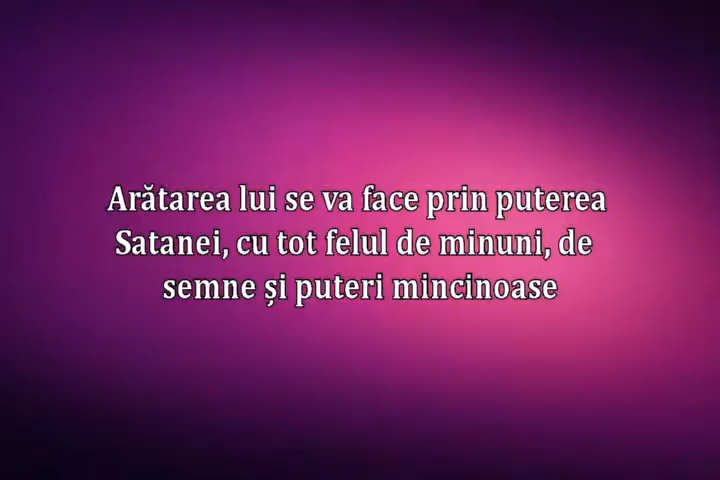 Arătarea lui se va face prin puterea
Satanei, cu tot felul de minuni, de
semne și puteri mincinoase